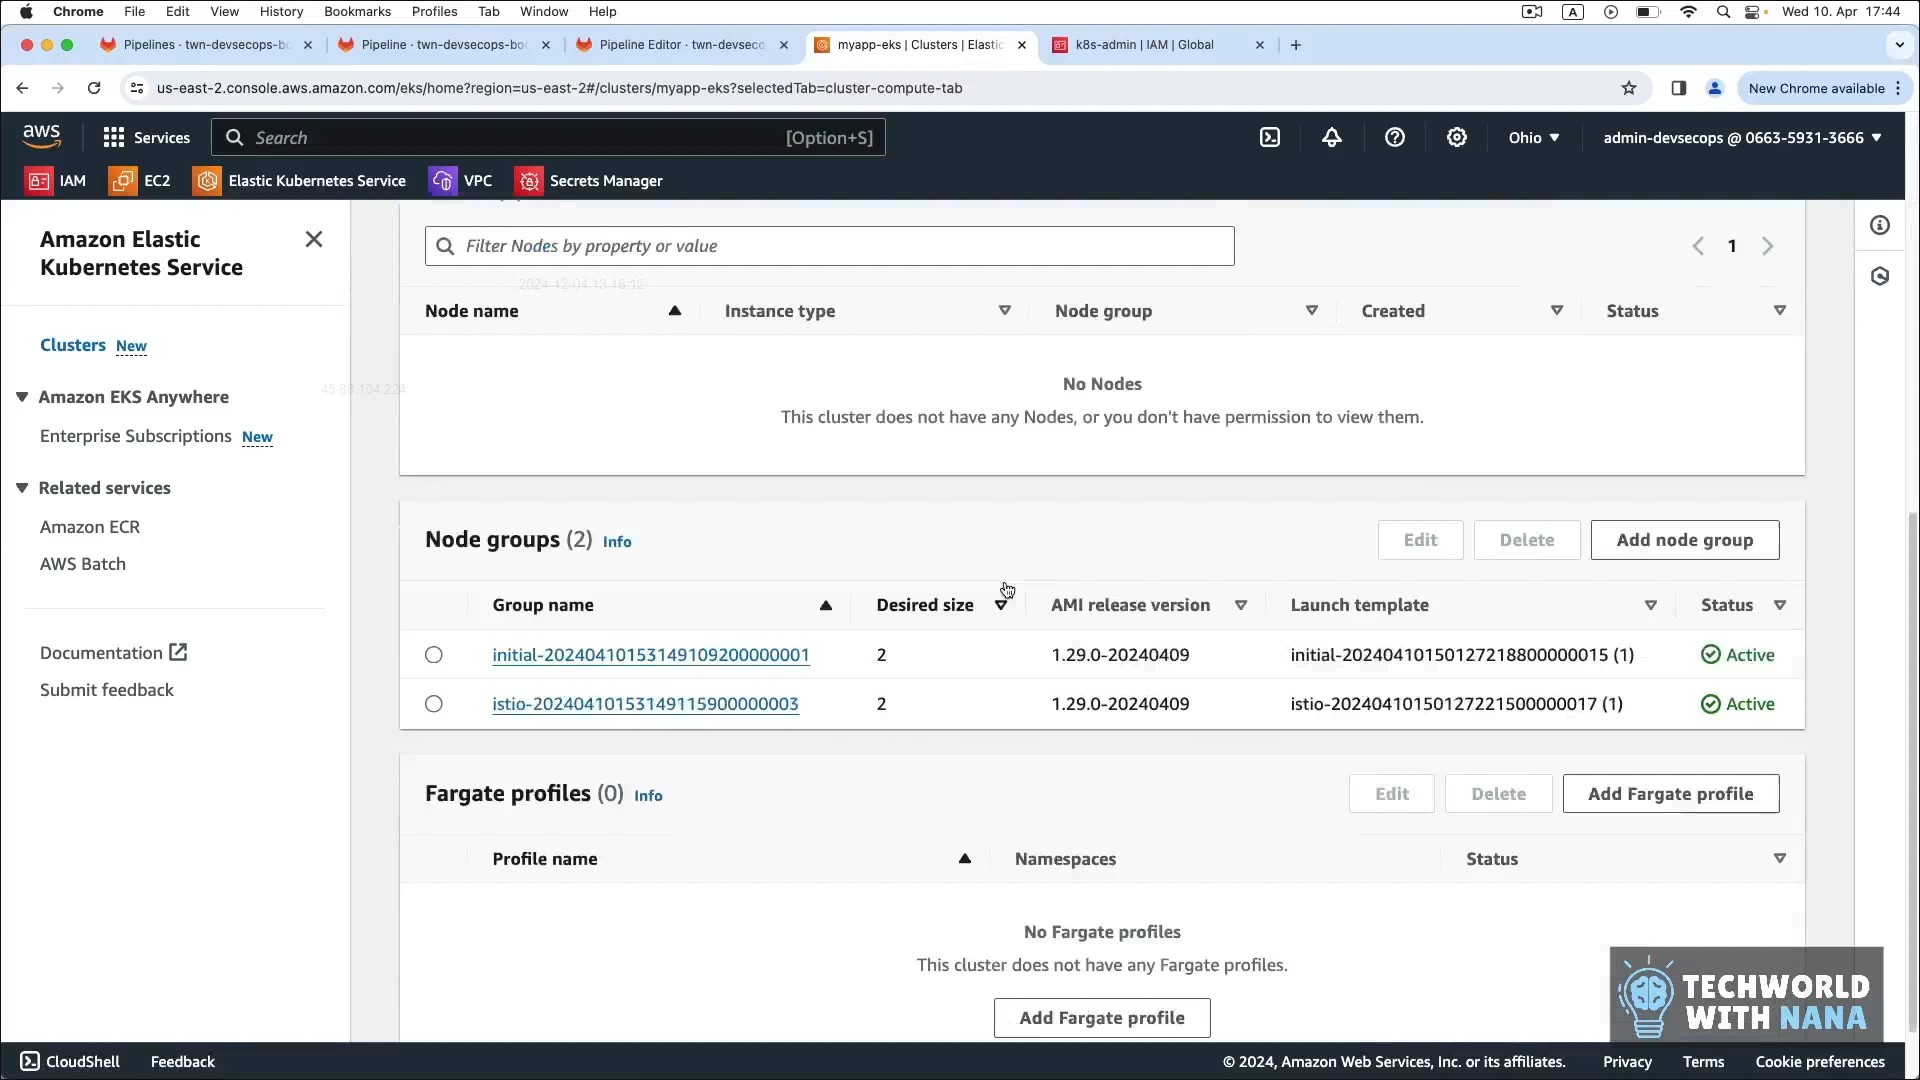 Chrome File Edit View History Bookmarks Profiles Tab Window Help A Wed 10. Apr 17:44
Pipelines · twn-devsecops-bo Pipeline · twn-devsecops-boo Pipeline Editor · twn-devseco myapp-eks | Clusters | Elastic k8s-admin | IAM | Global
us-east-2.console.aws.amazon.com/eks/home?region=us-east-2#/clusters/myapp-eks?selectedTab=cluster-compute-tab New Chrome available
aws Services Search [Option+S] Ohio admin-devsecops @ 0663-5931-3666
IAM EC2 Elastic Kubernetes Service VPC Secrets Manager
Amazon Elastic
Kubernetes Service
Clusters New
Amazon EKS Anywhere
Enterprise Subscriptions New
Related services
Amazon ECR
AWS Batch
Documentation
Submit feedback
Filter Nodes by property or value 1
2024-12-04 13:18:12
Node name Instance type Node group Created Status
No Nodes
45.88.104.224
This cluster does not have any Nodes, or you don't have permission to view them.
Node groups (2) Info Edit Delete Add node group
Group name Desired size AMI release version Launch template Status
initial-20240410153149109200000001 2 1.29.0-20240409 initial-20240410150127218800000015 (1) Active
istio-20240410153149115900000003 2 1.29.0-20240409 istio-20240410150127221500000017 (1) Active
Fargate profiles (0) Info Edit Delete Add Fargate profile
Profile name Namespaces Status
No Fargate profiles
This cluster does not have any Fargate profiles.
Add Fargate profile
TECHWORLD
WITH NANA
CloudShell Feedback © 2024, Amazon Web Services, Inc. or its affiliates. Privacy Terms Cookie preferences